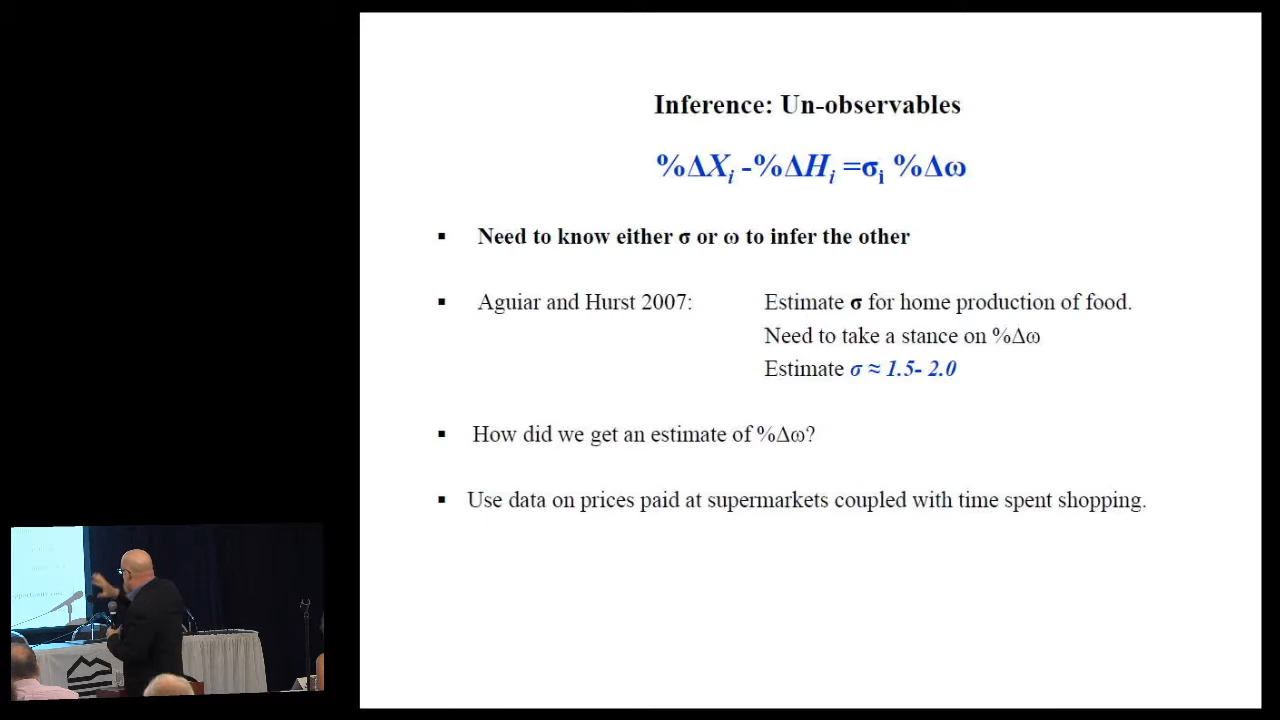 Inference: Un-observables
%ΔXᵢ -%ΔHᵢ =σᵢ %Δω
▪ Need to know either σ or ω to infer the other
▪ Aguiar and Hurst 2007: Estimate σ for home production of food.
Need to take a stance on %Δω
Estimate σ ≈ 1.5- 2.0
▪ How did we get an estimate of %Δω?
▪ Use data on prices paid at supermarkets coupled with time spent shopping.